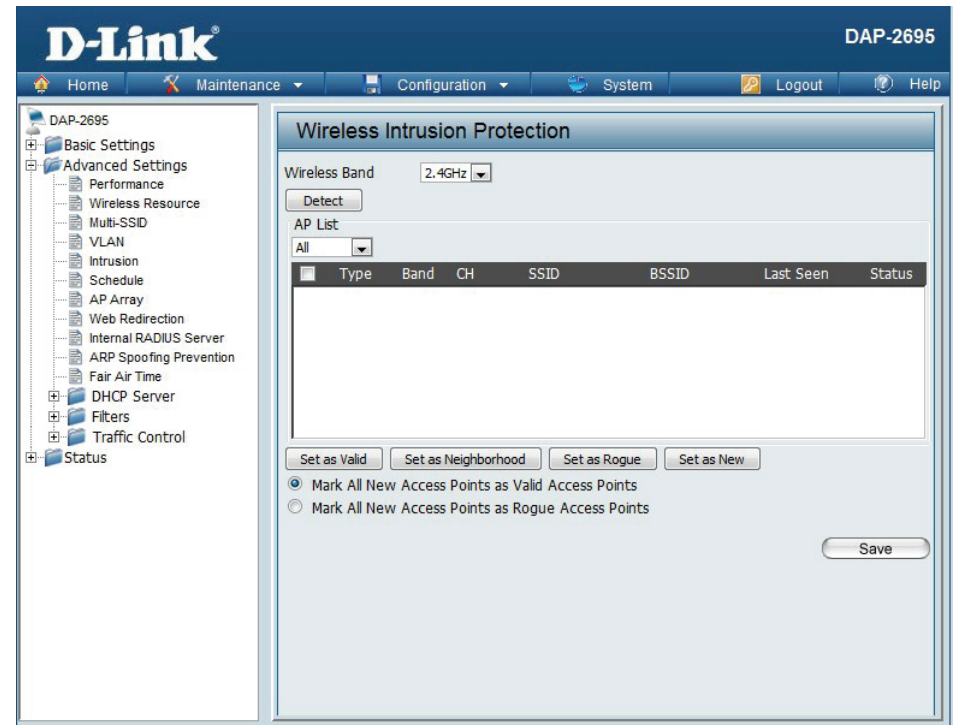 D-Link®
DAP-2695
Home Maintenance Configuration System Logout Help
DAP-2695
Basic Settings
Advanced Settings
Performance
Wireless Resource
Multi-SSID
VLAN
Intrusion
Schedule
AP Array
Web Redirection
Internal RADIUS Server
ARP Spoofing Prevention
Fair Air Time
DHCP Server
Filters
Traffic Control
Status
Wireless Intrusion Protection
Wireless Band 2.4GHz
Detect
AP List
All
Type Band CH SSID BSSID Last Seen Status
Set as Valid Set as Neighborhood Set as Rogue Set as New
Mark All New Access Points as Valid Access Points
Mark All New Access Points as Rogue Access Points
Save